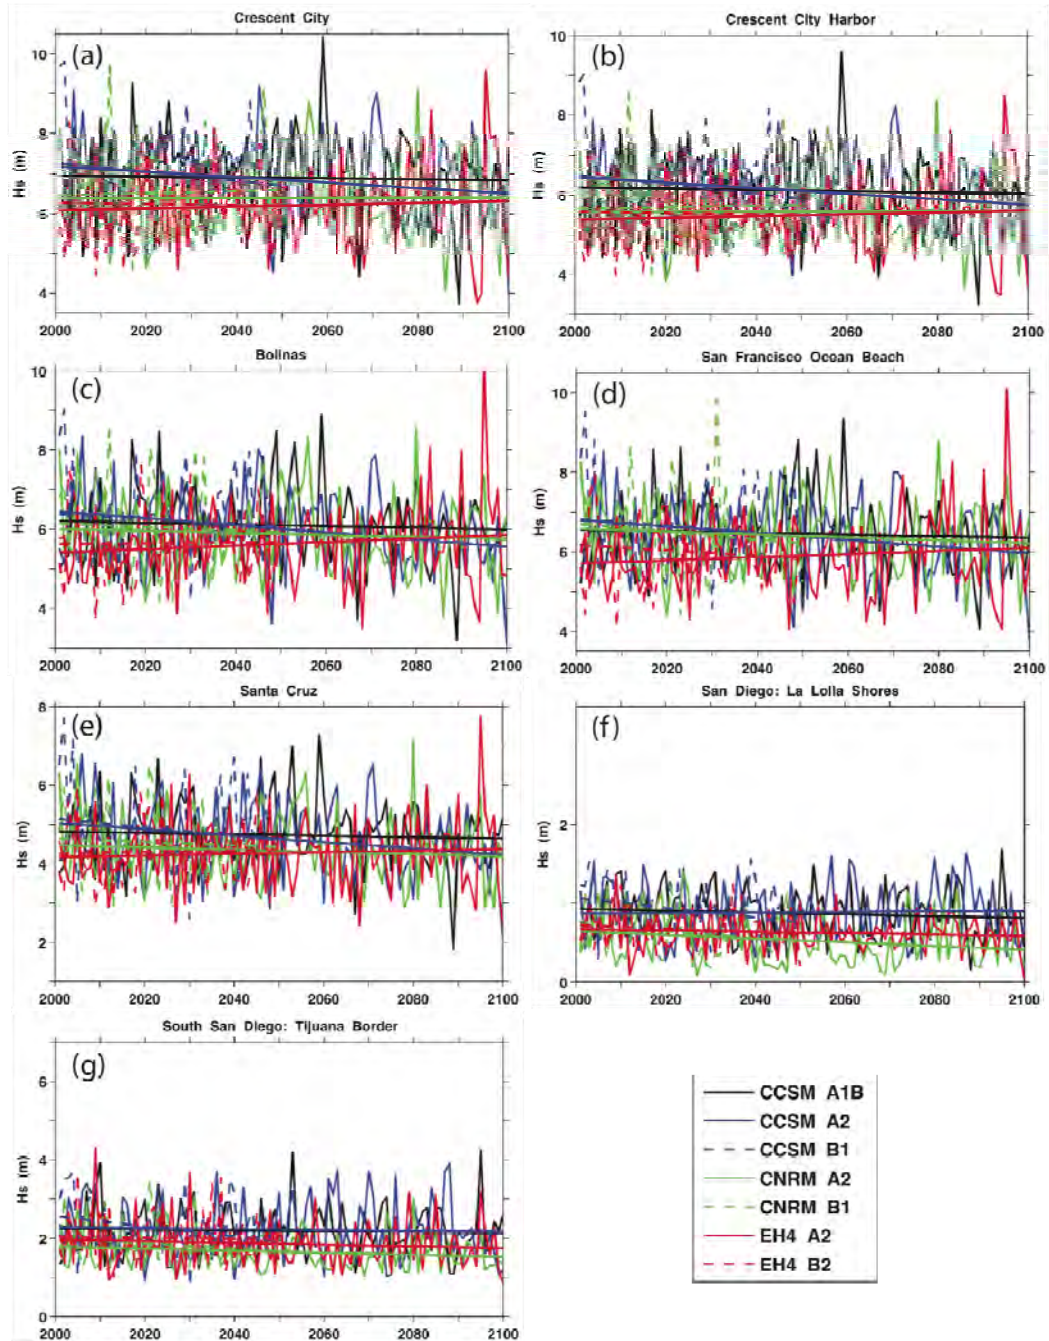 Crescent City
(a)
Hs (m)
10
8
6
4
2000 2020 2040 2060 2080 2100
Crescent City Harbor
(b)
Hs (m)
10
8
6
4
2000 2020 2040 2060 2080 2100
Bolinas
(c)
Hs (m)
10
8
6
4
2000 2020 2040 2060 2080 2100
San Francisco Ocean Beach
(d)
Hs (m)
10
8
6
4
2000 2020 2040 2060 2080 2100
Santa Cruz
(e)
Hs (m)
8
6
4
2
2000 2020 2040 2060 2080 2100
San Diego: La Lolla Shores
(f)
Hs (m)
2
0
2000 2020 2040 2060 2080 2100
South San Diego: Tijuana Border
(g)
Hs (m)
6
4
2
0
2000 2020 2040 2060 2080 2100
CCSM A1B
CCSM A2
CCSM B1
CNRM A2
CNRM B1
EH4 A2
EH4 B2